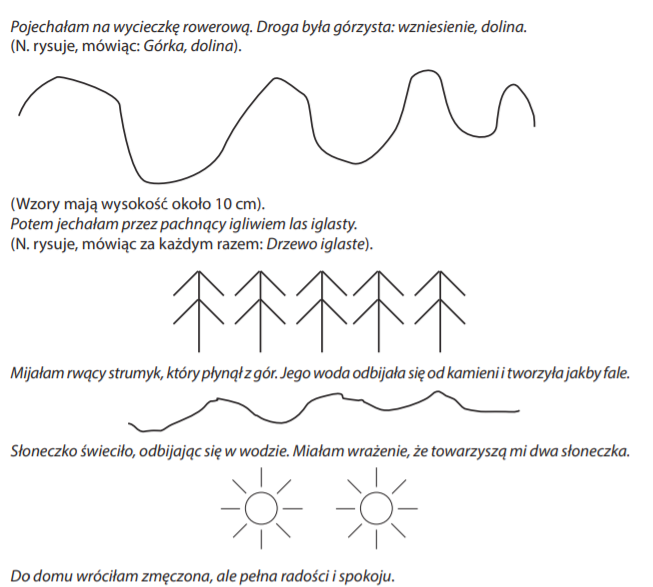 Pojechałam na wycieczkę rowerową. Droga była górzysta: wzniesienie, dolina.
(N. rysuje, mówiąc: Górka, dolina).
(Wzory mają wysokość około 10 cm).
Potem jechałam przez pachnący igliwiem las iglasty.
(N. rysuje, mówiąc za każdym razem: Drzewo iglaste).
Mijałam rwący strumyk, który płynął z gór. Jego woda odbijała się od kamieni i tworzyła jakby fale.
Słoneczko świeciło, odbijając się w wodzie. Miałam wrażenie, że towarzyszą mi dwa słoneczka.
Do domu wróciłam zmęczona, ale pełna radości i spokoju.